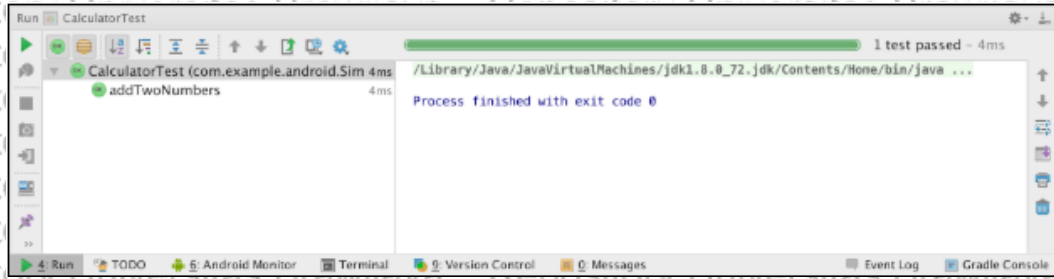 Run CalculatorTest
1 test passed – 4ms
CalculatorTest (com.example.android.Sim 4ms
addTwoNumbers 4ms
/Library/Java/JavaVirtualMachines/jdk1.8.0_72.jdk/Contents/Home/bin/java ...
Process finished with exit code 0
4: Run TODO 6: Android Monitor Terminal 9: Version Control 0: Messages Event Log Gradle Console